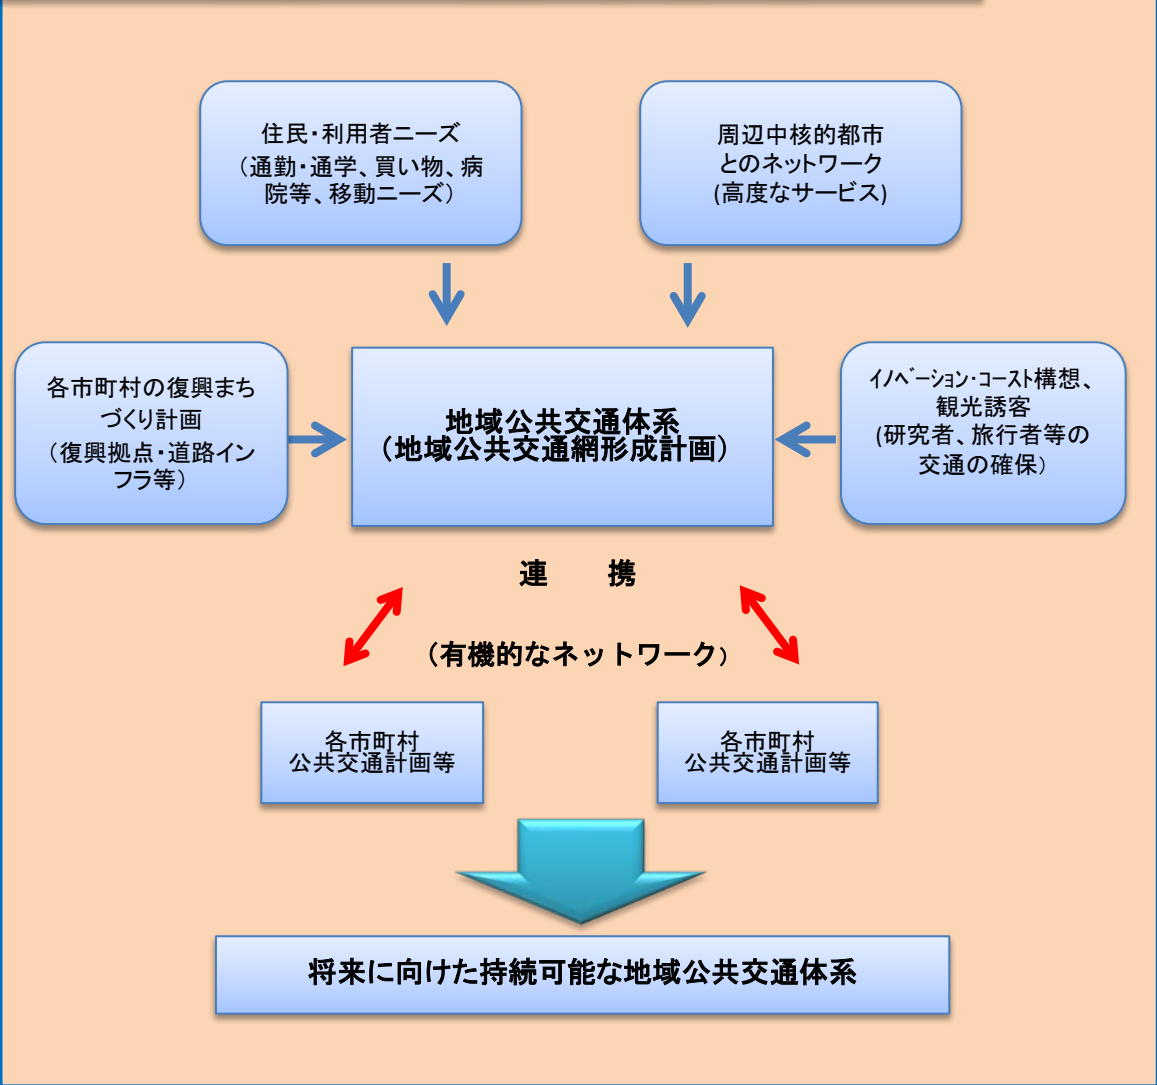 住民・利用者ニーズ
（通勤・通学、買い物、病
院等、移動ニーズ）
周辺中核的都市
とのネットワーク
(高度なサービス)
各市町村の復興まち
づくり計画
（復興拠点・道路イン
フラ等）
地域公共交通体系
（地域公共交通網形成計画）
ｲﾉﾍﾞｰｼｮﾝ･ｺｰｽﾄ構想、
観光誘客
(研究者、旅行者等の
交通の確保）
連　　携
（有機的なネットワーク）
各市町村
公共交通計画等
各市町村
公共交通計画等
将来に向けた持続可能な地域公共交通体系